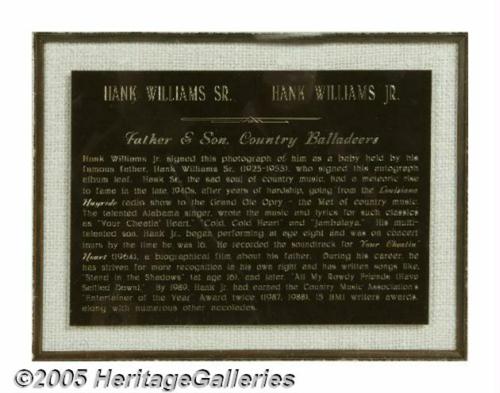 HANK WILLIAMS SR. HANK WILLIAMS JR.
Father & Son, Country Balladeers
Hank Williams Jr. signed this photograph of him as a baby held by his
famous father, Hank Williams Sr. (1923-1953), who signed this autograph
album leaf. Hank Sr., the sad soul of country music, had a meteoric rise
to fame in the late 1940s, after years of hardship, going from the Louisiana
Hayride radio show to the Grand Ole Opry - the Met of country music.
The talented Alabama singer, wrote the music and lyrics for such classics
as "Your Cheatin' Heart," "Cold, Cold Heart" and "Jambalaya." His multi-
talented son, Hank Jr., began performing at age eight and was on concert
tours by the time he was 16. He recorded the soundtrack for Your Cheatin'
Heart (1964), a biographical film about his father. During his career, he
has striven for more recognition in his own right and has written songs like,
"Stand in the Shadows" (at age 16), and later, "All My Rowdy Friends (Have
Settled Down)." By 1989, Hank Jr. had earned the Country Music Association's
"Entertainer of the Year" Award twice (1987, 1988), 15 BMI writers awards,
along with numerous other accolades.
©2005 HeritageGalleries